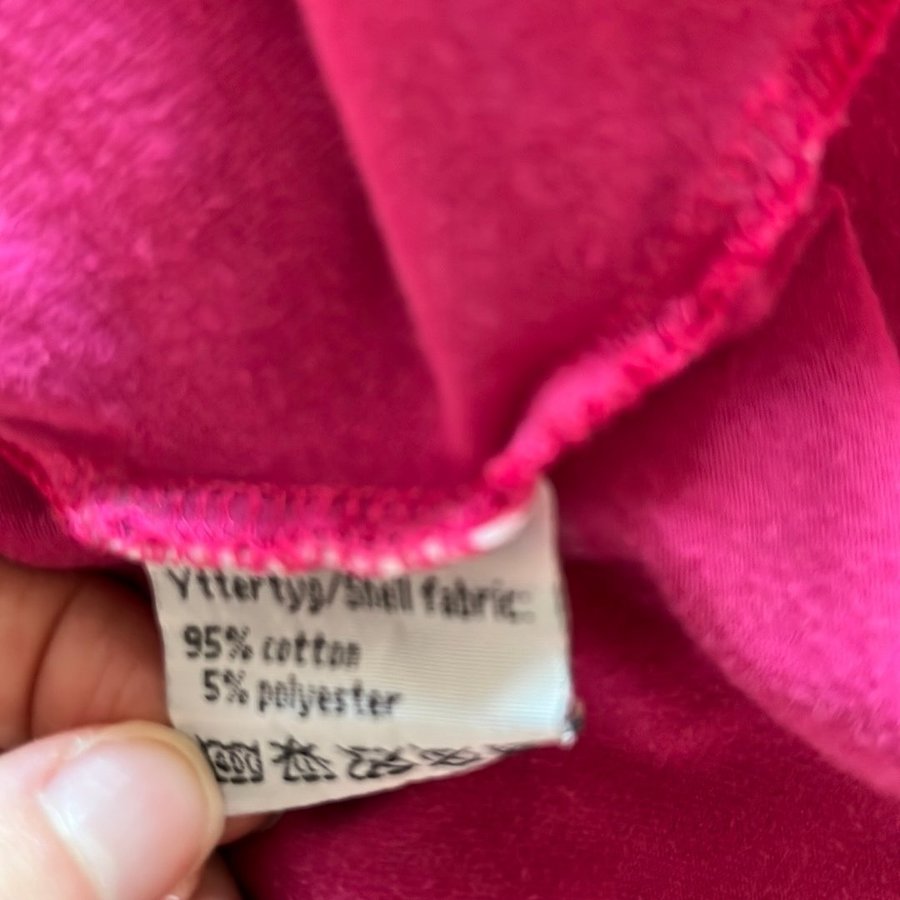 Yttertyg/Shell fabric:
95% cotton
5% polyester